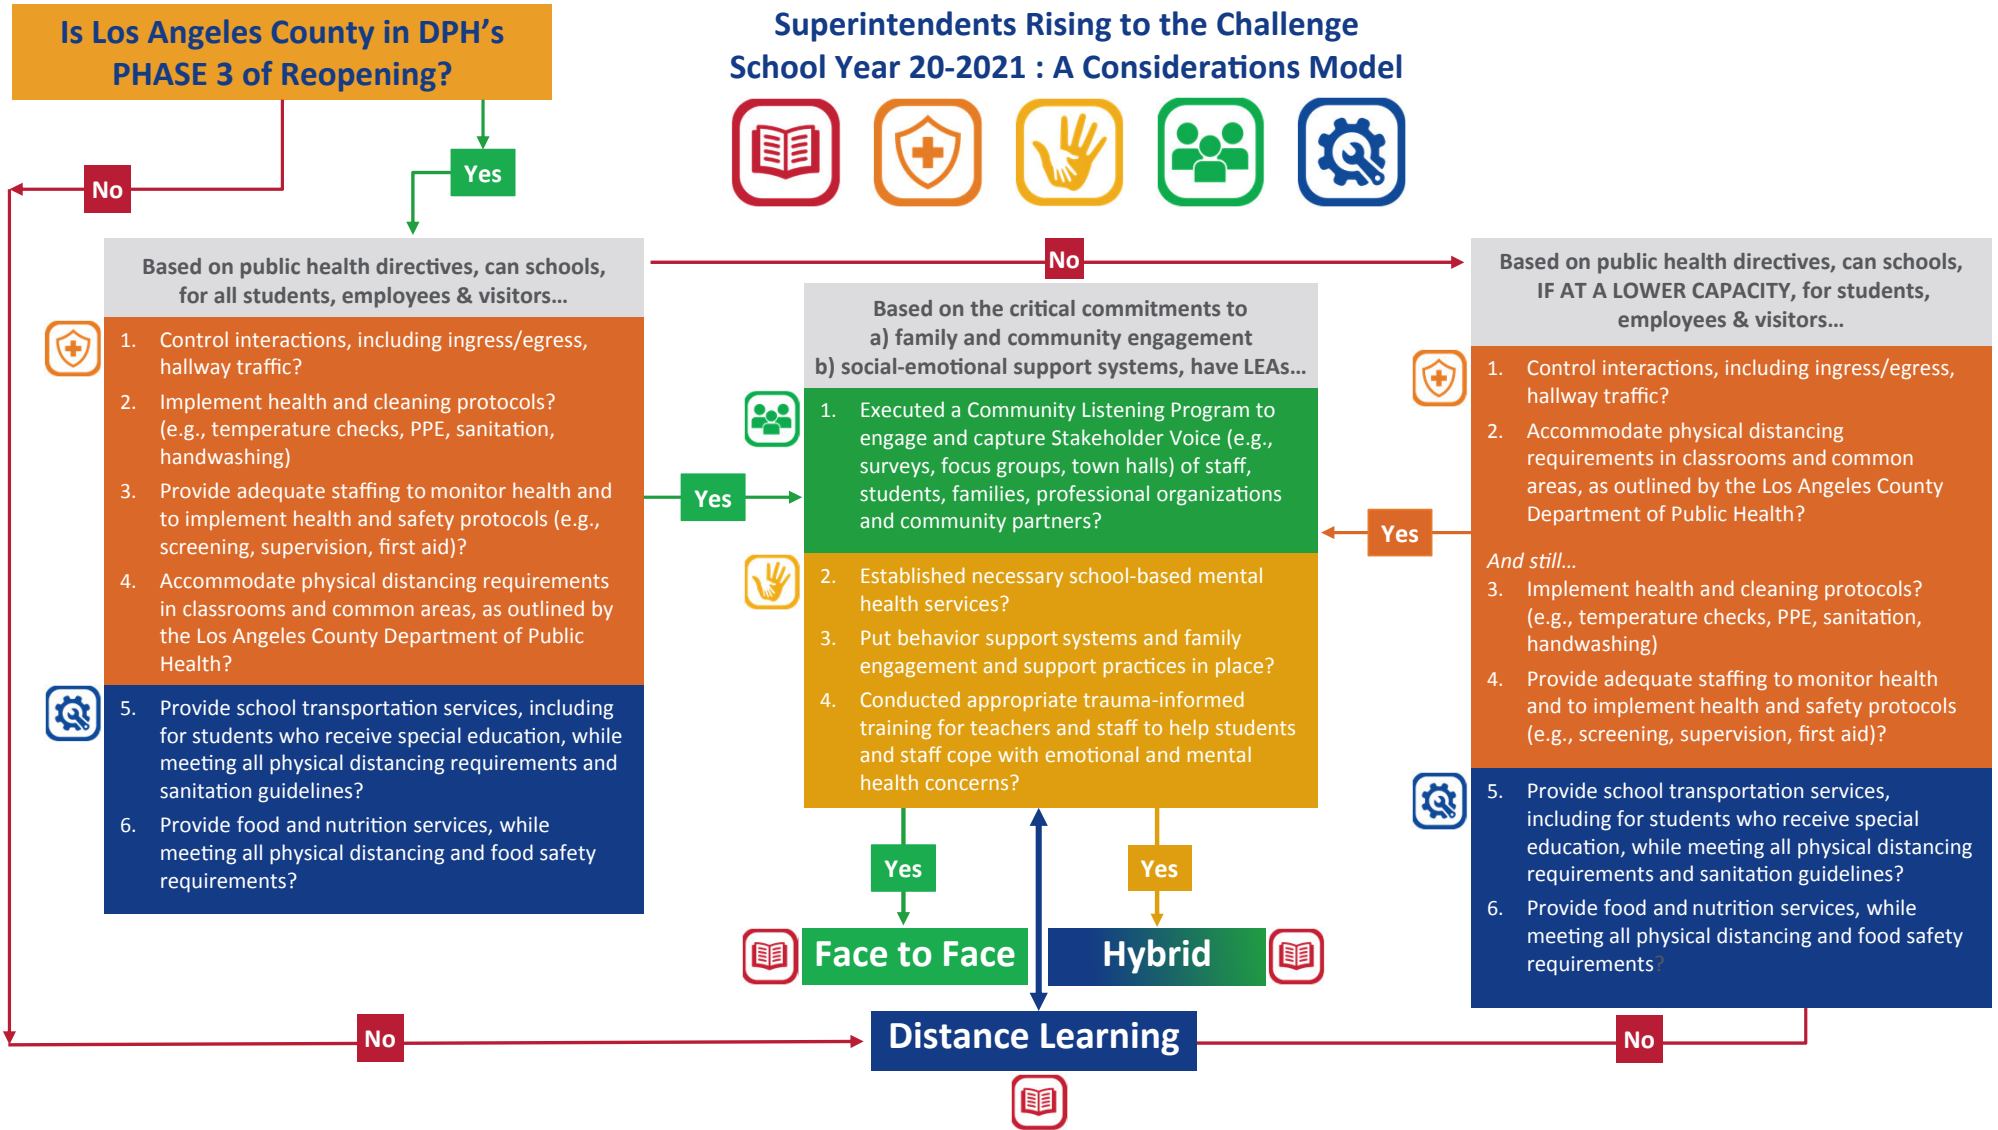 Is Los Angeles County in DPH’s
PHASE 3 of Reopening?
Superintendents Rising to the Challenge
School Year 20-2021 : A Considerations Model
No
Yes
Based on public health directives, can schools,
for all students, employees & visitors…
1. Control interactions, including ingress/egress,
hallway traffic?
2. Implement health and cleaning protocols?
(e.g., temperature checks, PPE, sanitation,
handwashing)
3. Provide adequate staffing to monitor health and
to implement health and safety protocols (e.g.,
screening, supervision, first aid)?
4. Accommodate physical distancing requirements
in classrooms and common areas, as outlined by
the Los Angeles County Department of Public
Health?
5. Provide school transportation services, including
for students who receive special education, while
meeting all physical distancing requirements and
sanitation guidelines?
6. Provide food and nutrition services, while
meeting all physical distancing and food safety
requirements?
No
Yes
Based on the critical commitments to
a) family and community engagement
b) social-emotional support systems, have LEAs…
1. Executed a Community Listening Program to
engage and capture Stakeholder Voice (e.g.,
surveys, focus groups, town halls) of staff,
students, families, professional organizations
and community partners?
2. Established necessary school-based mental
health services?
3. Put behavior support systems and family
engagement and support practices in place?
4. Conducted appropriate trauma-informed
training for teachers and staff to help students
and staff cope with emotional and mental
health concerns?
Yes
Based on public health directives, can schools,
IF AT A LOWER CAPACITY, for students,
employees & visitors…
1. Control interactions, including ingress/egress,
hallway traffic?
2. Accommodate physical distancing
requirements in classrooms and common
areas, as outlined by the Los Angeles County
Department of Public Health?
And still…
3. Implement health and cleaning protocols?
(e.g., temperature checks, PPE, sanitation,
handwashing)
4. Provide adequate staffing to monitor health
and to implement health and safety protocols
(e.g., screening, supervision, first aid)?
5. Provide school transportation services,
including for students who receive special
education, while meeting all physical distancing
requirements and sanitation guidelines?
6. Provide food and nutrition services, while
meeting all physical distancing and food safety
requirements?
Yes
Yes
Face to Face
Hybrid
No
Distance Learning
No